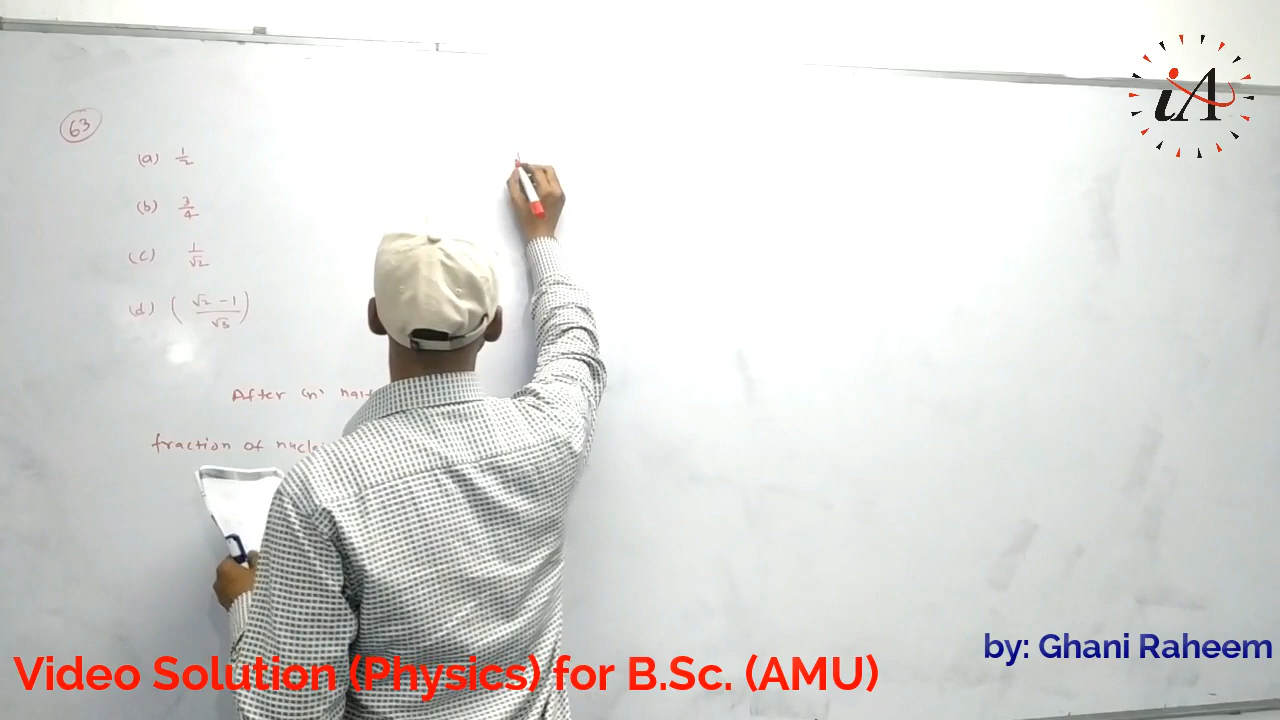 iA
63
(a) 1/2
(b) 3/4
(c) 1/√2
(d) (√2 - 1/√3)
After 'n'
fraction of
by: Ghani Raheem
Video Solution (Physics) for B.Sc. (AMU)